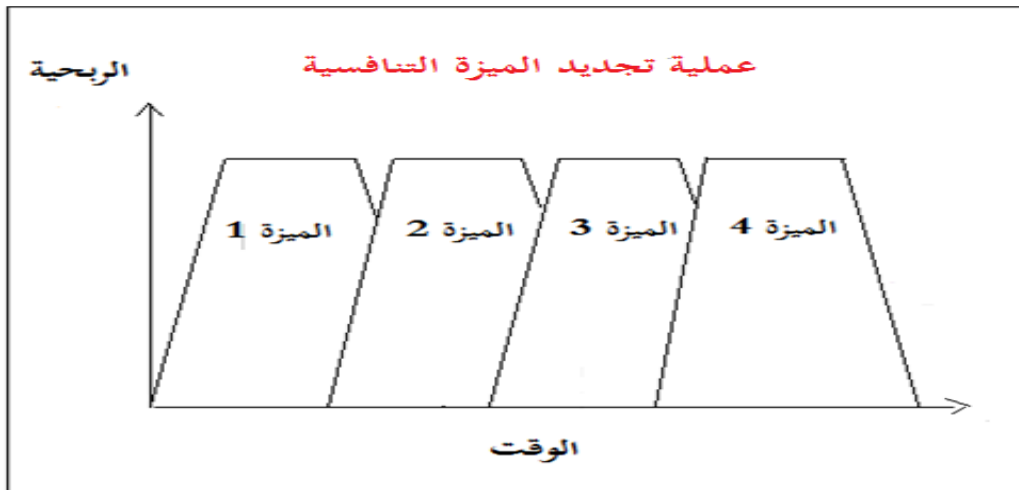 عملية تجديد الميزة التنافسية
الربحية
الميزة 1
الميزة 2
الميزة 3
الميزة 4
الوقت